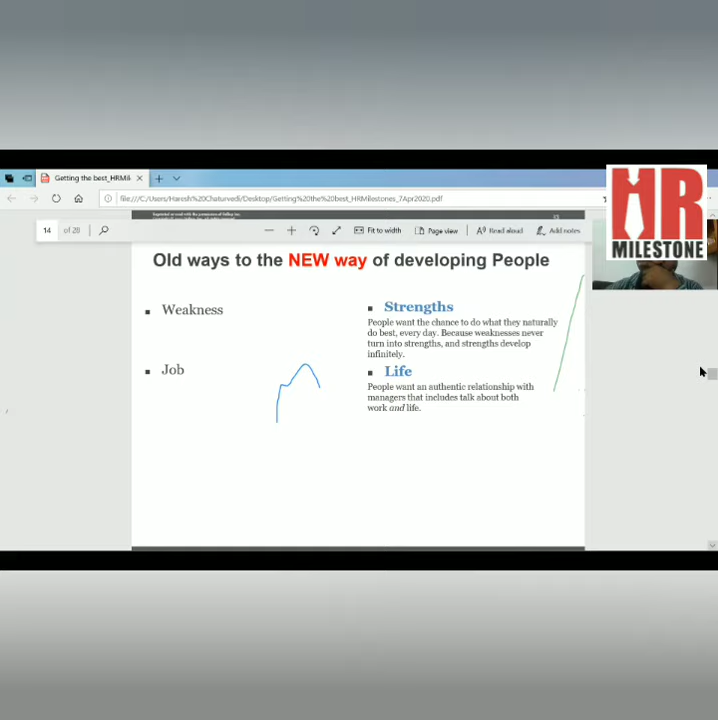 HR
MILESTONE
Getting the best_HRMil
file:///C:/Users/Haresh%20Chaturvedi/Desktop/Getting%20the%20best_HRMilestones_7Apr2020.pdf
14 of 28
Fit to width
Page view
Read aloud
Add notes
Old ways to the NEW way of developing People
Weakness
Strengths
People want the chance to do what they naturally
do best, every day. Because weaknesses never
turn into strengths, and strengths develop
infinitely.
Job
Life
People want an authentic relationship with
managers that includes talk about both
work and life.